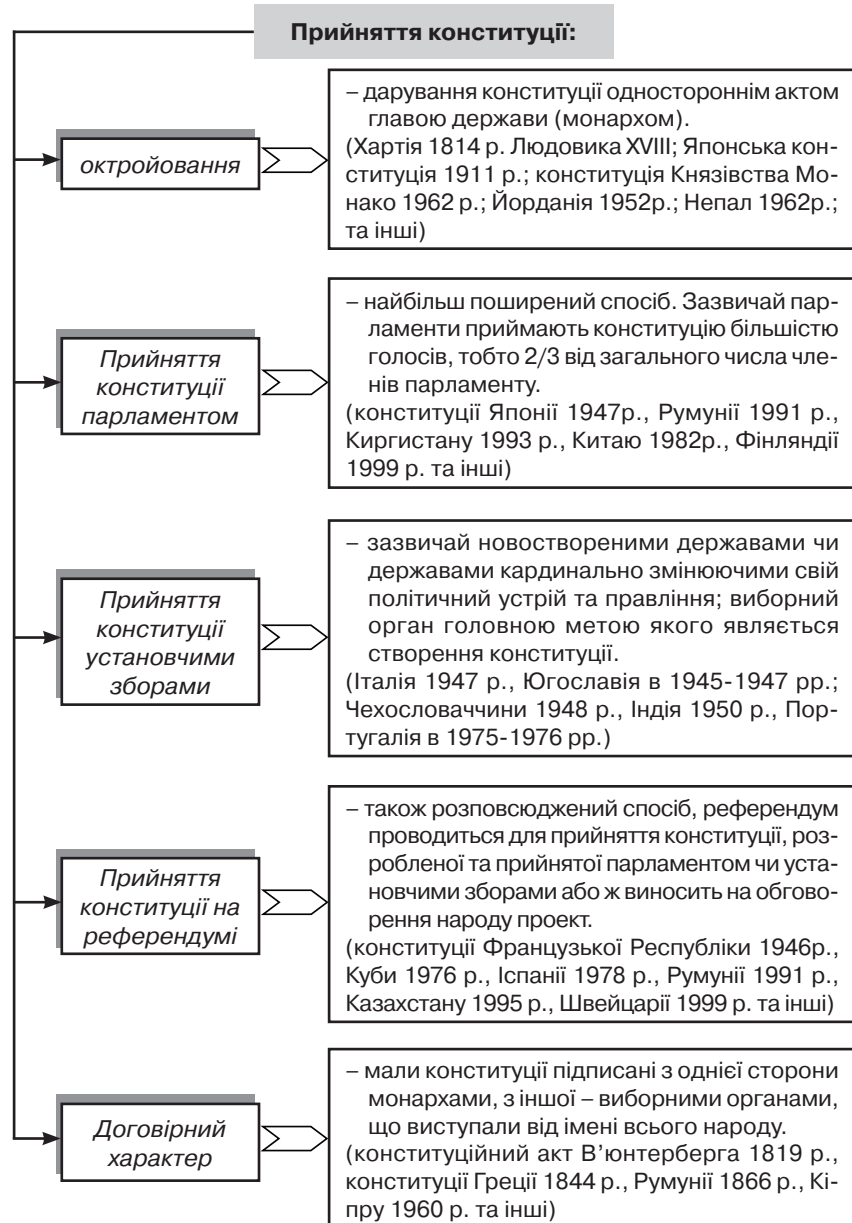 Прийняття конституції:
октройовання
– дарування конституції одностороннім актом
главою держави (монархом).
(Хартія 1814 р. Людовика XVIII; Японська кон-
ституція 1911 р.; конституція Князівства Мо-
нако 1962 р.; Йорданія 1952р.; Непал 1962р.;
та інші)
Прийняття
конституції
парламентом
– найбільш поширений спосіб. Зазвичай пар-
ламенти приймають конституцію більшістю
голосів, тобто 2/3 від загального числа чле-
нів парламенту.
(конституції Японії 1947р., Румунії 1991 р.,
Киргистану 1993 р., Китаю 1982р., Фінляндії
1999 р. та інші)
Прийняття
конституції
установчими
зборами
– зазвичай новоствореними державами чи
державами кардинально змінюючими свій
політичний устрій та правління; виборний
орган головною метою якого являється
створення конституції.
(Італія 1947 р., Югославія в 1945-1947 рр.;
Чехословаччини 1948 р., Індія 1950 р., Пор-
тугалія в 1975-1976 рр.)
Прийняття
конституції на
референдумі
– також розповсюджений спосіб, референдум
проводиться для прийняття конституції, роз-
робленої та прийнятої парламентом чи уста-
новчими зборами або ж виносить на обгово-
рення народу проект.
(конституції Французької Республіки 1946р.,
Куби 1976 р., Іспанії 1978 р., Румунії 1991 р.,
Казахстану 1995 р., Швейцарії 1999 р. та інші)
Договірний
характер
– мали конституції підписані з однієї сторони
монархами, з іншої – виборними органами,
що виступали від імені всього народу.
(конституційний акт В’юнтерберга 1819 р.,
конституції Греції 1844 р., Румунії 1866 р., Кі-
пру 1960 р. та інші)